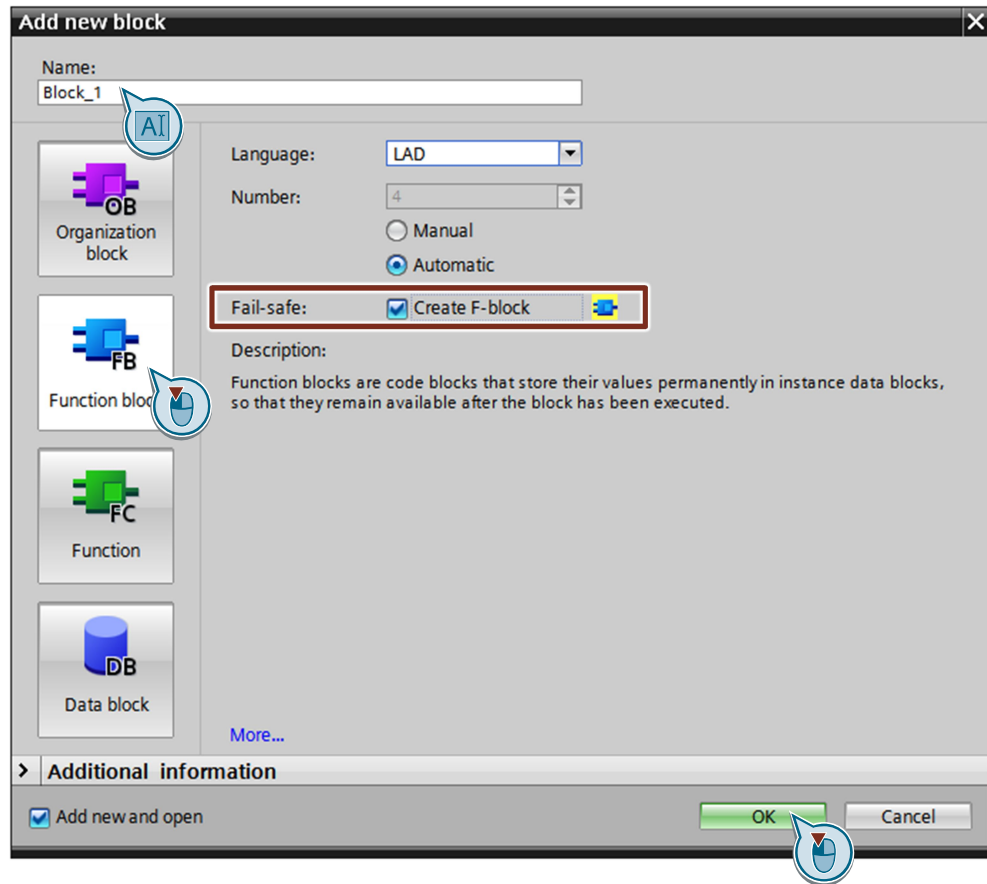 Add new block
Name:
Block_1
AI
OB
Organization
block
FB
Function bloc
FC
Function
DB
Data block
Language:
LAD
Number:
4
Manual
Automatic
Fail-safe:
Create F-block
Description:
Function blocks are code blocks that store their values permanently in instance data blocks,
so that they remain available after the block has been executed.
More...
Additional information
Add new and open
OK
Cancel